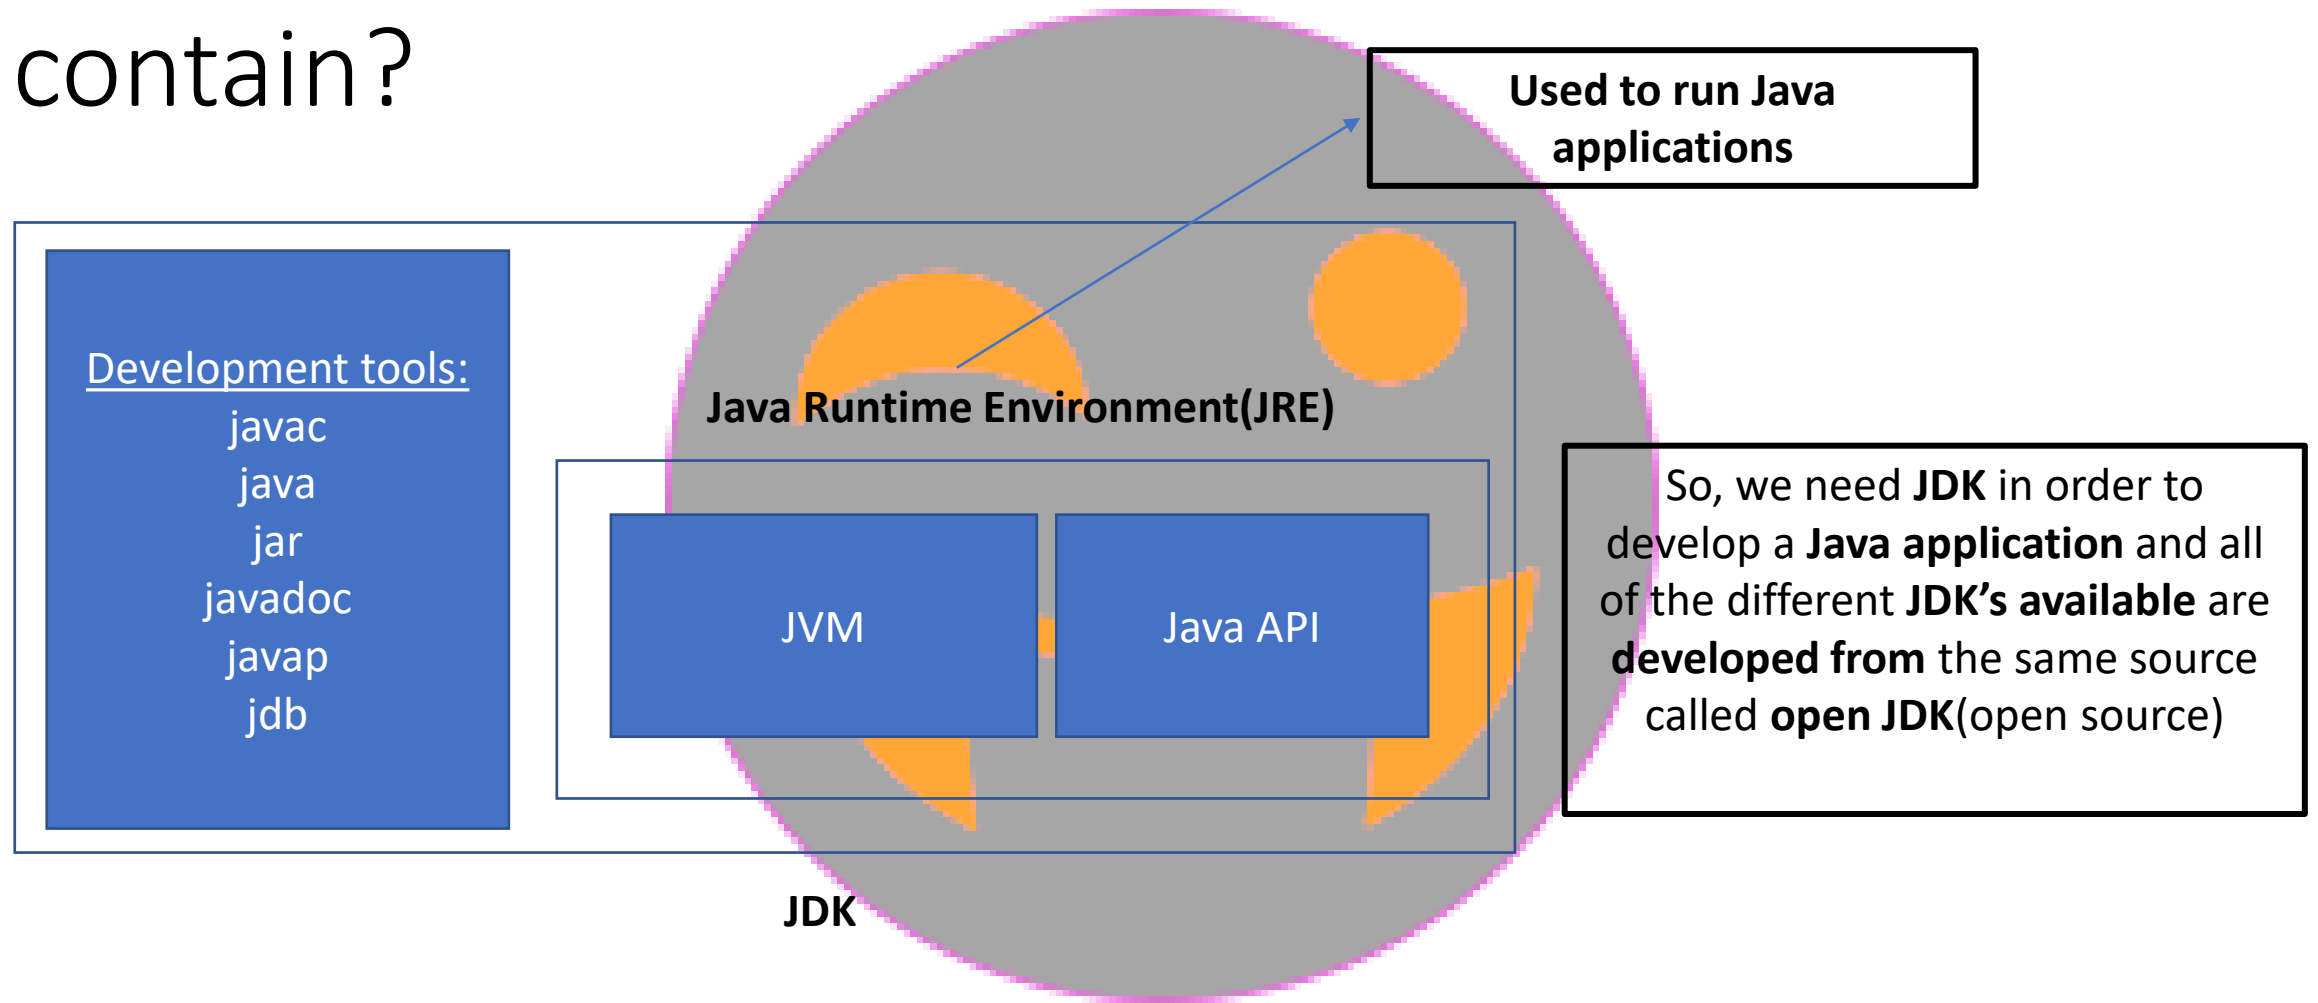 contain?
Used to run Java
applications
Development tools:
javac
java
jar
javadoc
javap
jdb
Java Runtime Environment(JRE)
JVM
Java API
So, we need JDK in order to
develop a Java application and all
of the different JDK’s available are
developed from the same source
called open JDK(open source)
JDK